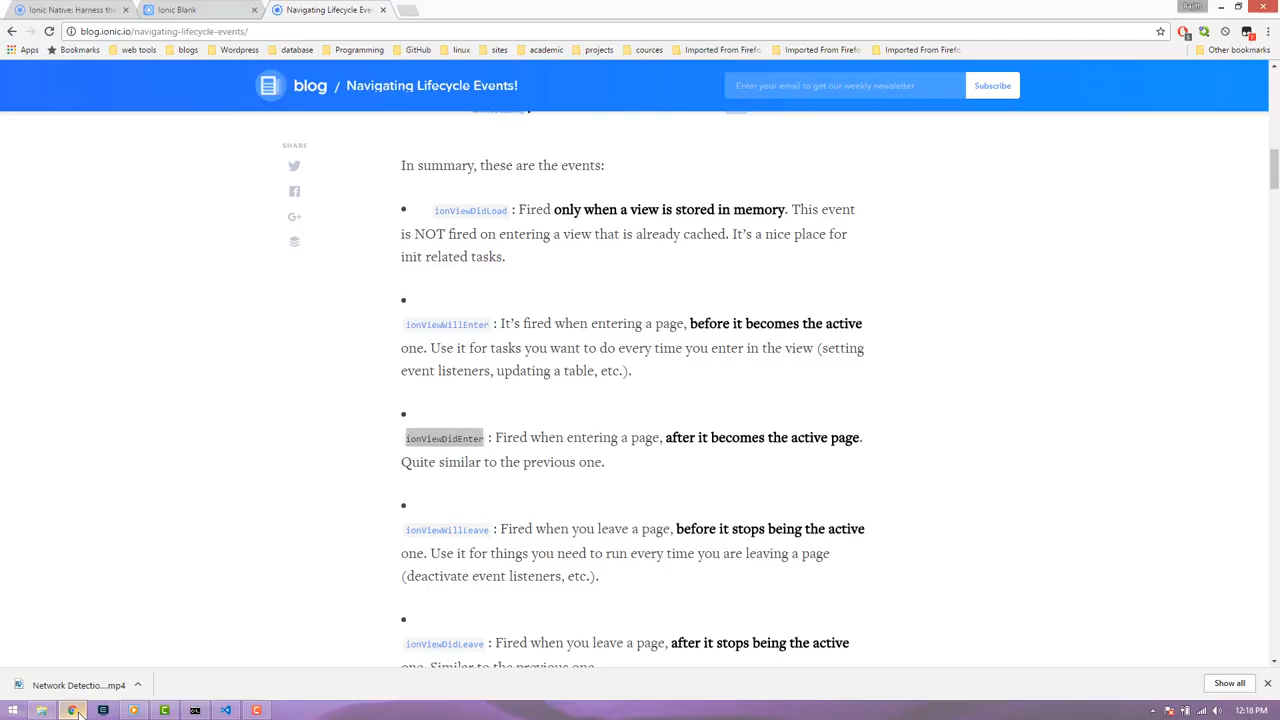 Ionic Native: Harness the
Ionic Blank
Navigating Lifecycle Eve
blog.ionic.io/navigating-lifecycle-events/
Apps
Bookmarks
web tools
blogs
Wordpress
database
Programming
GitHub
linux
sites
academic
projects
cources
Imported From Firefo
Imported From Firefo
Imported From Firefo
Other bookmarks
blog / Navigating Lifecycle Events!
Enter your email to get our weekly newsletter
Subscribe
SHARE
In summary, these are the events:
• ionViewDidLoad : Fired only when a view is stored in memory. This event
is NOT fired on entering a view that is already cached. It’s a nice place for
init related tasks.
•
ionViewWillEnter : It’s fired when entering a page, before it becomes the active
one. Use it for tasks you want to do every time you enter in the view (setting
event listeners, updating a table, etc.).
•
ionViewDidEnter : Fired when entering a page, after it becomes the active page.
Quite similar to the previous one.
•
ionViewWillLeave : Fired when you leave a page, before it stops being the active
one. Use it for things you need to run every time you are leaving a page
(deactivate event listeners, etc.).
•
ionViewDidLeave : Fired when you leave a page, after it stops being the active
one. Similar to the previous one.
Network Detectio....mp4
Show all
12:18 PM